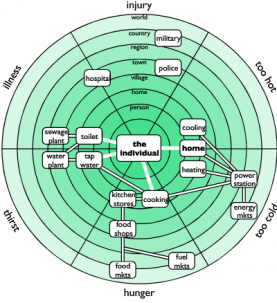 injury
world
country
military
region
town
police
illness
too hot
hospital
village
home
person
sewage
plant
toilet
the
individual
cooling
home
water
plant
tap
water
heating
power
station
kitchen
stores
cooking
energy
mkts
food
shops
fuel
mkts
food
mkts
thirst
too cold
hunger